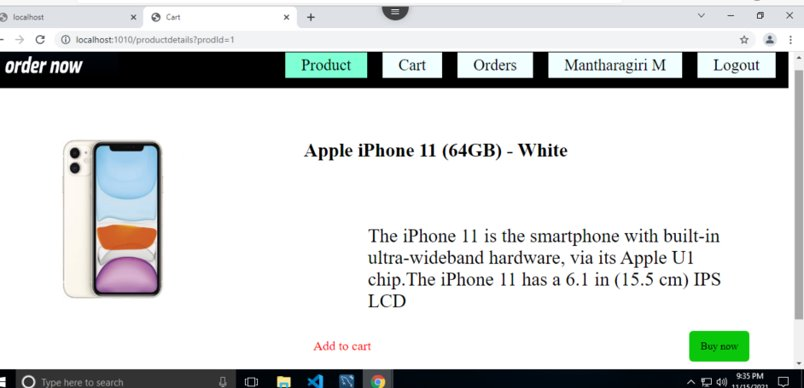 localhost
Cart
localhost:1010/productdetails?prodId=1
order now
Product
Cart
Orders
Mantharagiri M
Logout
Apple iPhone 11 (64GB) - White
The iPhone 11 is the smartphone with built-in
ultra-wideband hardware, via its Apple U1
chip.The iPhone 11 has a 6.1 in (15.5 cm) IPS
LCD
Add to cart
Buy now
Type here to search
9:35 PM
11/15/2021